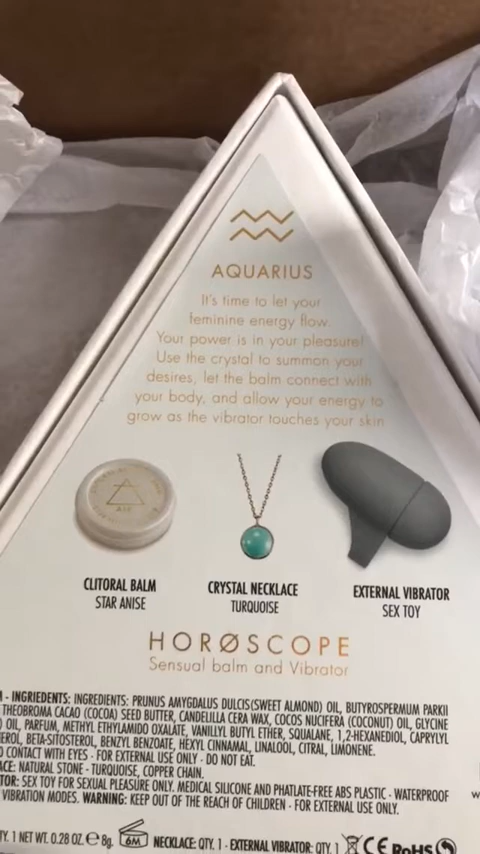 AQUARIUS
It's time to let your
feminine energy flow.
Your power is in your pleasure!
Use the crystal to summon your
desires, let the balm connect with
your body, and allow your energy to
grow as the vibrator touches your skin
AIR
CLITORAL BALM
STAR ANISE
CRYSTAL NECKLACE
TURQUOISE
EXTERNAL VIBRATOR
SEX TOY
HORØSCOPE
Sensual balm and Vibrator
- INGRIEDENTS: INGREDIENTS: PRUNUS AMYGDALUS DULCIS (SWEET ALMOND) OIL, BUTYROSPERMUM PARKII
THEOBROMA CACAO (COCOA) SEED BUTTER, CANDELILLA CERA WAX, COCOS NUCIFERA (COCONUT) OIL, GLYCINE
OIL, PARFUM, METHYL ETHYLAMIDO OXALATE, VANILLYL BUTYL ETHER, SQUALANE, 1,2-HEXANEDIOL, CAPRYLYL
BETA-SITOSTEROL, BENZYL BENZOATE, HEXYL CINNAMAL, LINALOOL, CITRAL, LIMONENE.
CONTACT WITH EYES - FOR EXTERNAL USE ONLY - DO NOT EAT.
NATURAL STONE - TURQUOISE, COPPER CHAIN.
SEX TOY FOR SEXUAL PLEASURE ONLY. MEDICAL SILICONE AND PHATLATE-FREE ABS PLASTIC - WATERPROOF
VIBRATION MODES. WARNING: KEEP OUT OF THE REACH OF CHILDREN - FOR EXTERNAL USE ONLY.
QTY. 1 NET WT. 0.28 OZ. ℮ 8g. 6M NECKLACE: QTY. 1 - EXTERNAL VIBRATOR: QTY. 1 CE RoHS